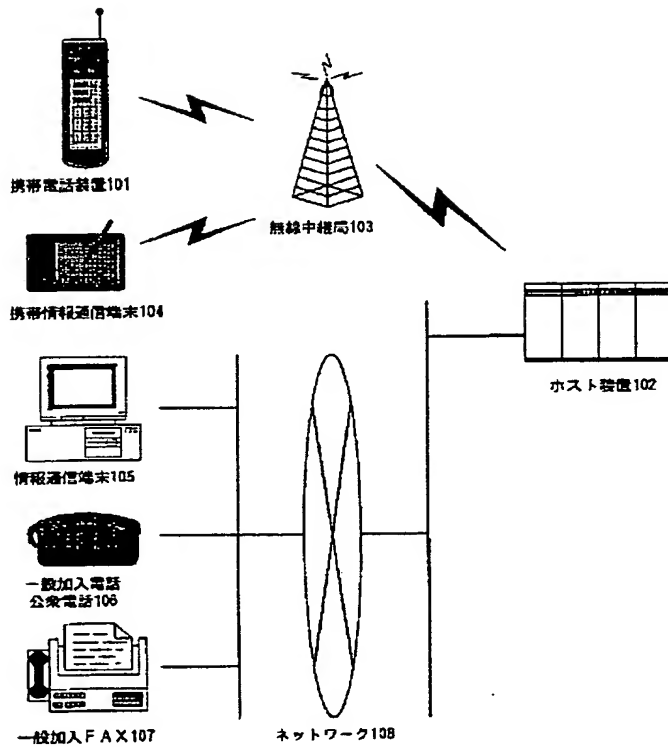 携帯電話装置101
無線中継局103
携帯情報通信端末104
ホスト装置102
情報通信端末105
一般加入電話
公衆電話106
一般加入FAX107
ネットワーク108